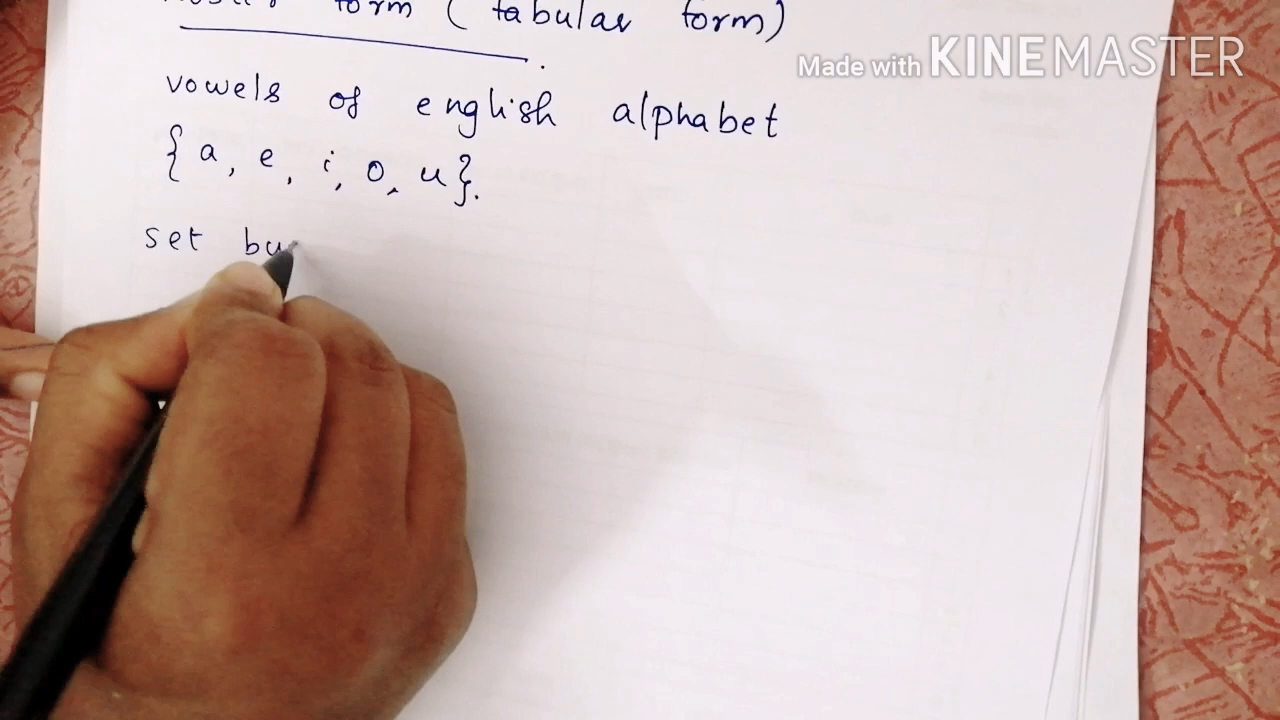 form (tabular form)
Made with KINEMASTER
vowels of english alphabet
{a, e, i, o, u}.
set bu